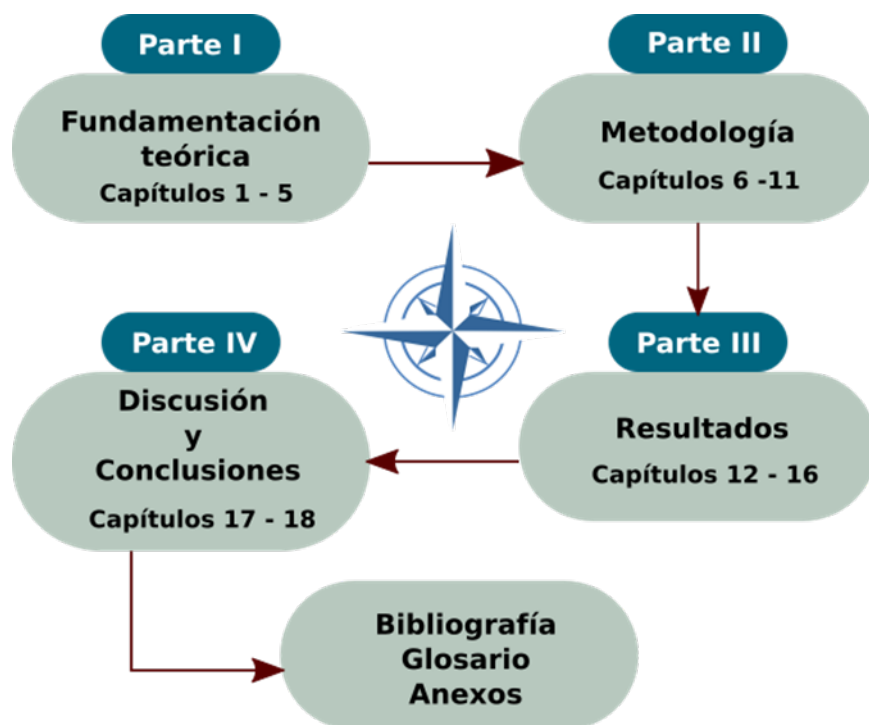 Parte I
Fundamentación
teórica
Capítulos 1 - 5
Parte II
Metodología
Capítulos 6 -11
Parte III
Resultados
Capítulos 12 - 16
Parte IV
Discusión
y
Conclusiones
Capítulos 17 - 18
Bibliografía
Glosario
Anexos